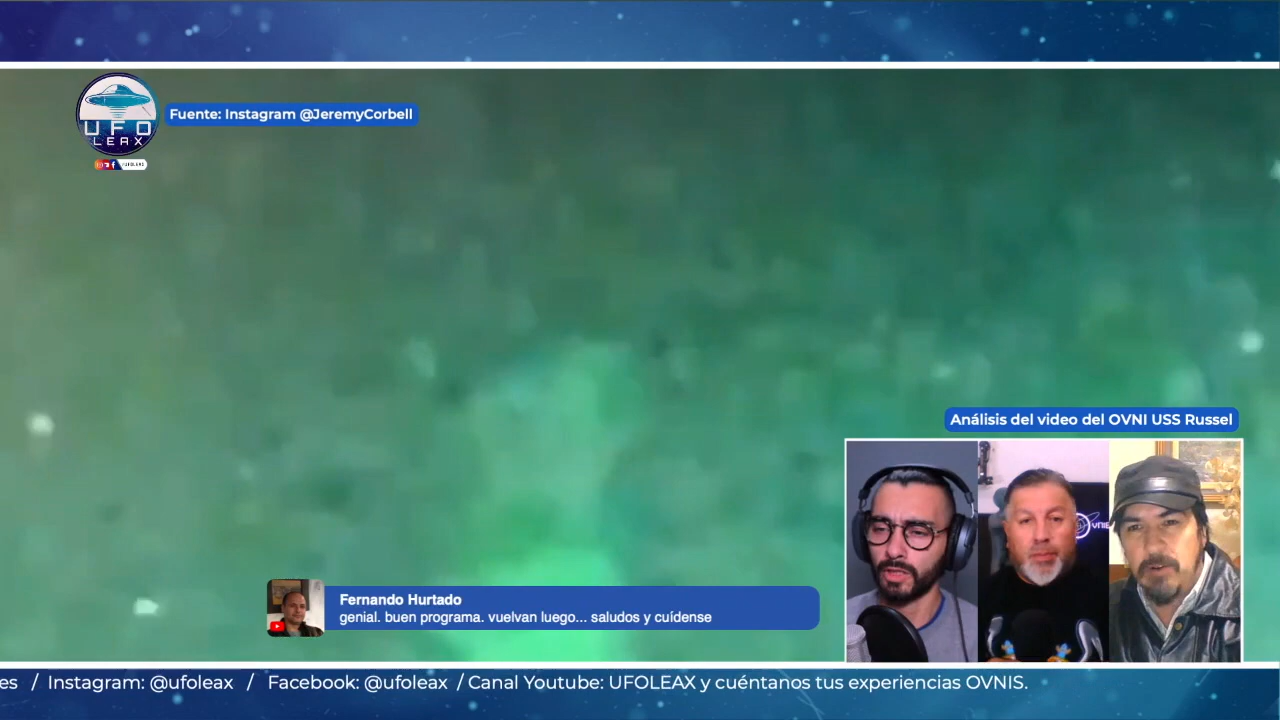 UFO
LEAX
UFOLEAX
Fuente: Instagram @JeremyCorbell
Análisis del video del OVNI USS Russel
Fernando Hurtado
genial. buen programa. vuelvan luego... saludos y cuídense
es / Instagram: @ufoleax / Facebook: @ufoleax / Canal Youtube: UFOLEAX y cuéntanos tus experiencias OVNIS.